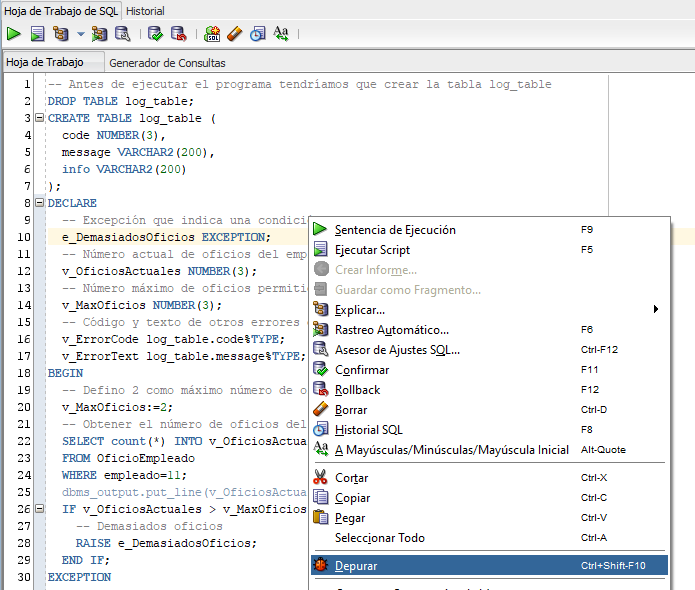 Hoja de Trabajo de SQL Historial
Hoja de Trabajo Generador de Consultas
1 -- Antes de ejecutar el programa tendríamos que crear la tabla log_table
2 DROP TABLE log_table;
3 CREATE TABLE log_table (
4 code NUMBER(3),
5 message VARCHAR2(200),
6 info VARCHAR2(200)
7 );
8 DECLARE
9 -- Excepción que indica una condici
10 e_DemasiadosOficios EXCEPTION;
11 -- Número actual de oficios del emp
12 v_OficiosActuales NUMBER(3);
13 -- Número máximo de oficios permiti
14 v_MaxOficios NUMBER(3);
15 -- Código y texto de otros errores
16 v_ErrorCode log_table.code%TYPE;
17 v_ErrorText log_table.message%TYPE;
18 BEGIN
19 -- Defino 2 como máximo número de o
20 v_MaxOficios:=2;
21 -- Obtener el número de oficios del
22 SELECT count(*) INTO v_OficiosActua
23 FROM OficioEmpleado
24 WHERE empleado=11;
25 dbms_output.put_line(v_OficiosActua
26 IF v_OficiosActuales > v_MaxOficios
27 -- Demasiados oficios
28 RAISE e_DemasiadosOficios;
29 END IF;
30 EXCEPTION
Sentencia de Ejecución F9
Ejecutar Script F5
Crear Informe...
Guardar como Fragmento...
Explicar...
Rastreo Automático... F6
Asesor de Ajustes SQL... Ctrl-F12
Confirmar F11
Rollback F12
Borrar Ctrl-D
Historial SQL F8
A Mayúsculas/Minúsculas/Mayúscula Inicial Alt-Quote
Cortar Ctrl-X
Copiar Ctrl-C
Pegar Ctrl-V
Seleccionar Todo Ctrl-A
Depurar Ctrl+Shift-F10